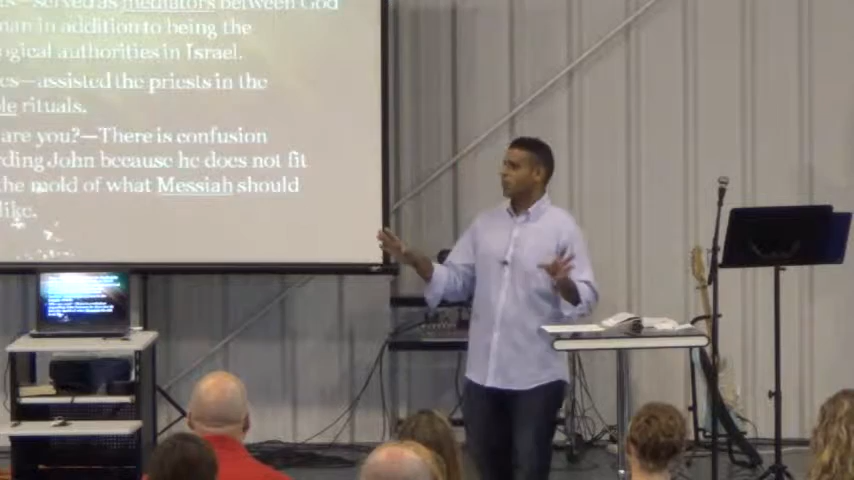 served as mediators between God
man in addition to being the
ogical authorities in Israel.
cs—assisted the priests in the
le rituals.
are you?—There is confusion
rding John because he does not fit
the mold of what Messiah should
like.